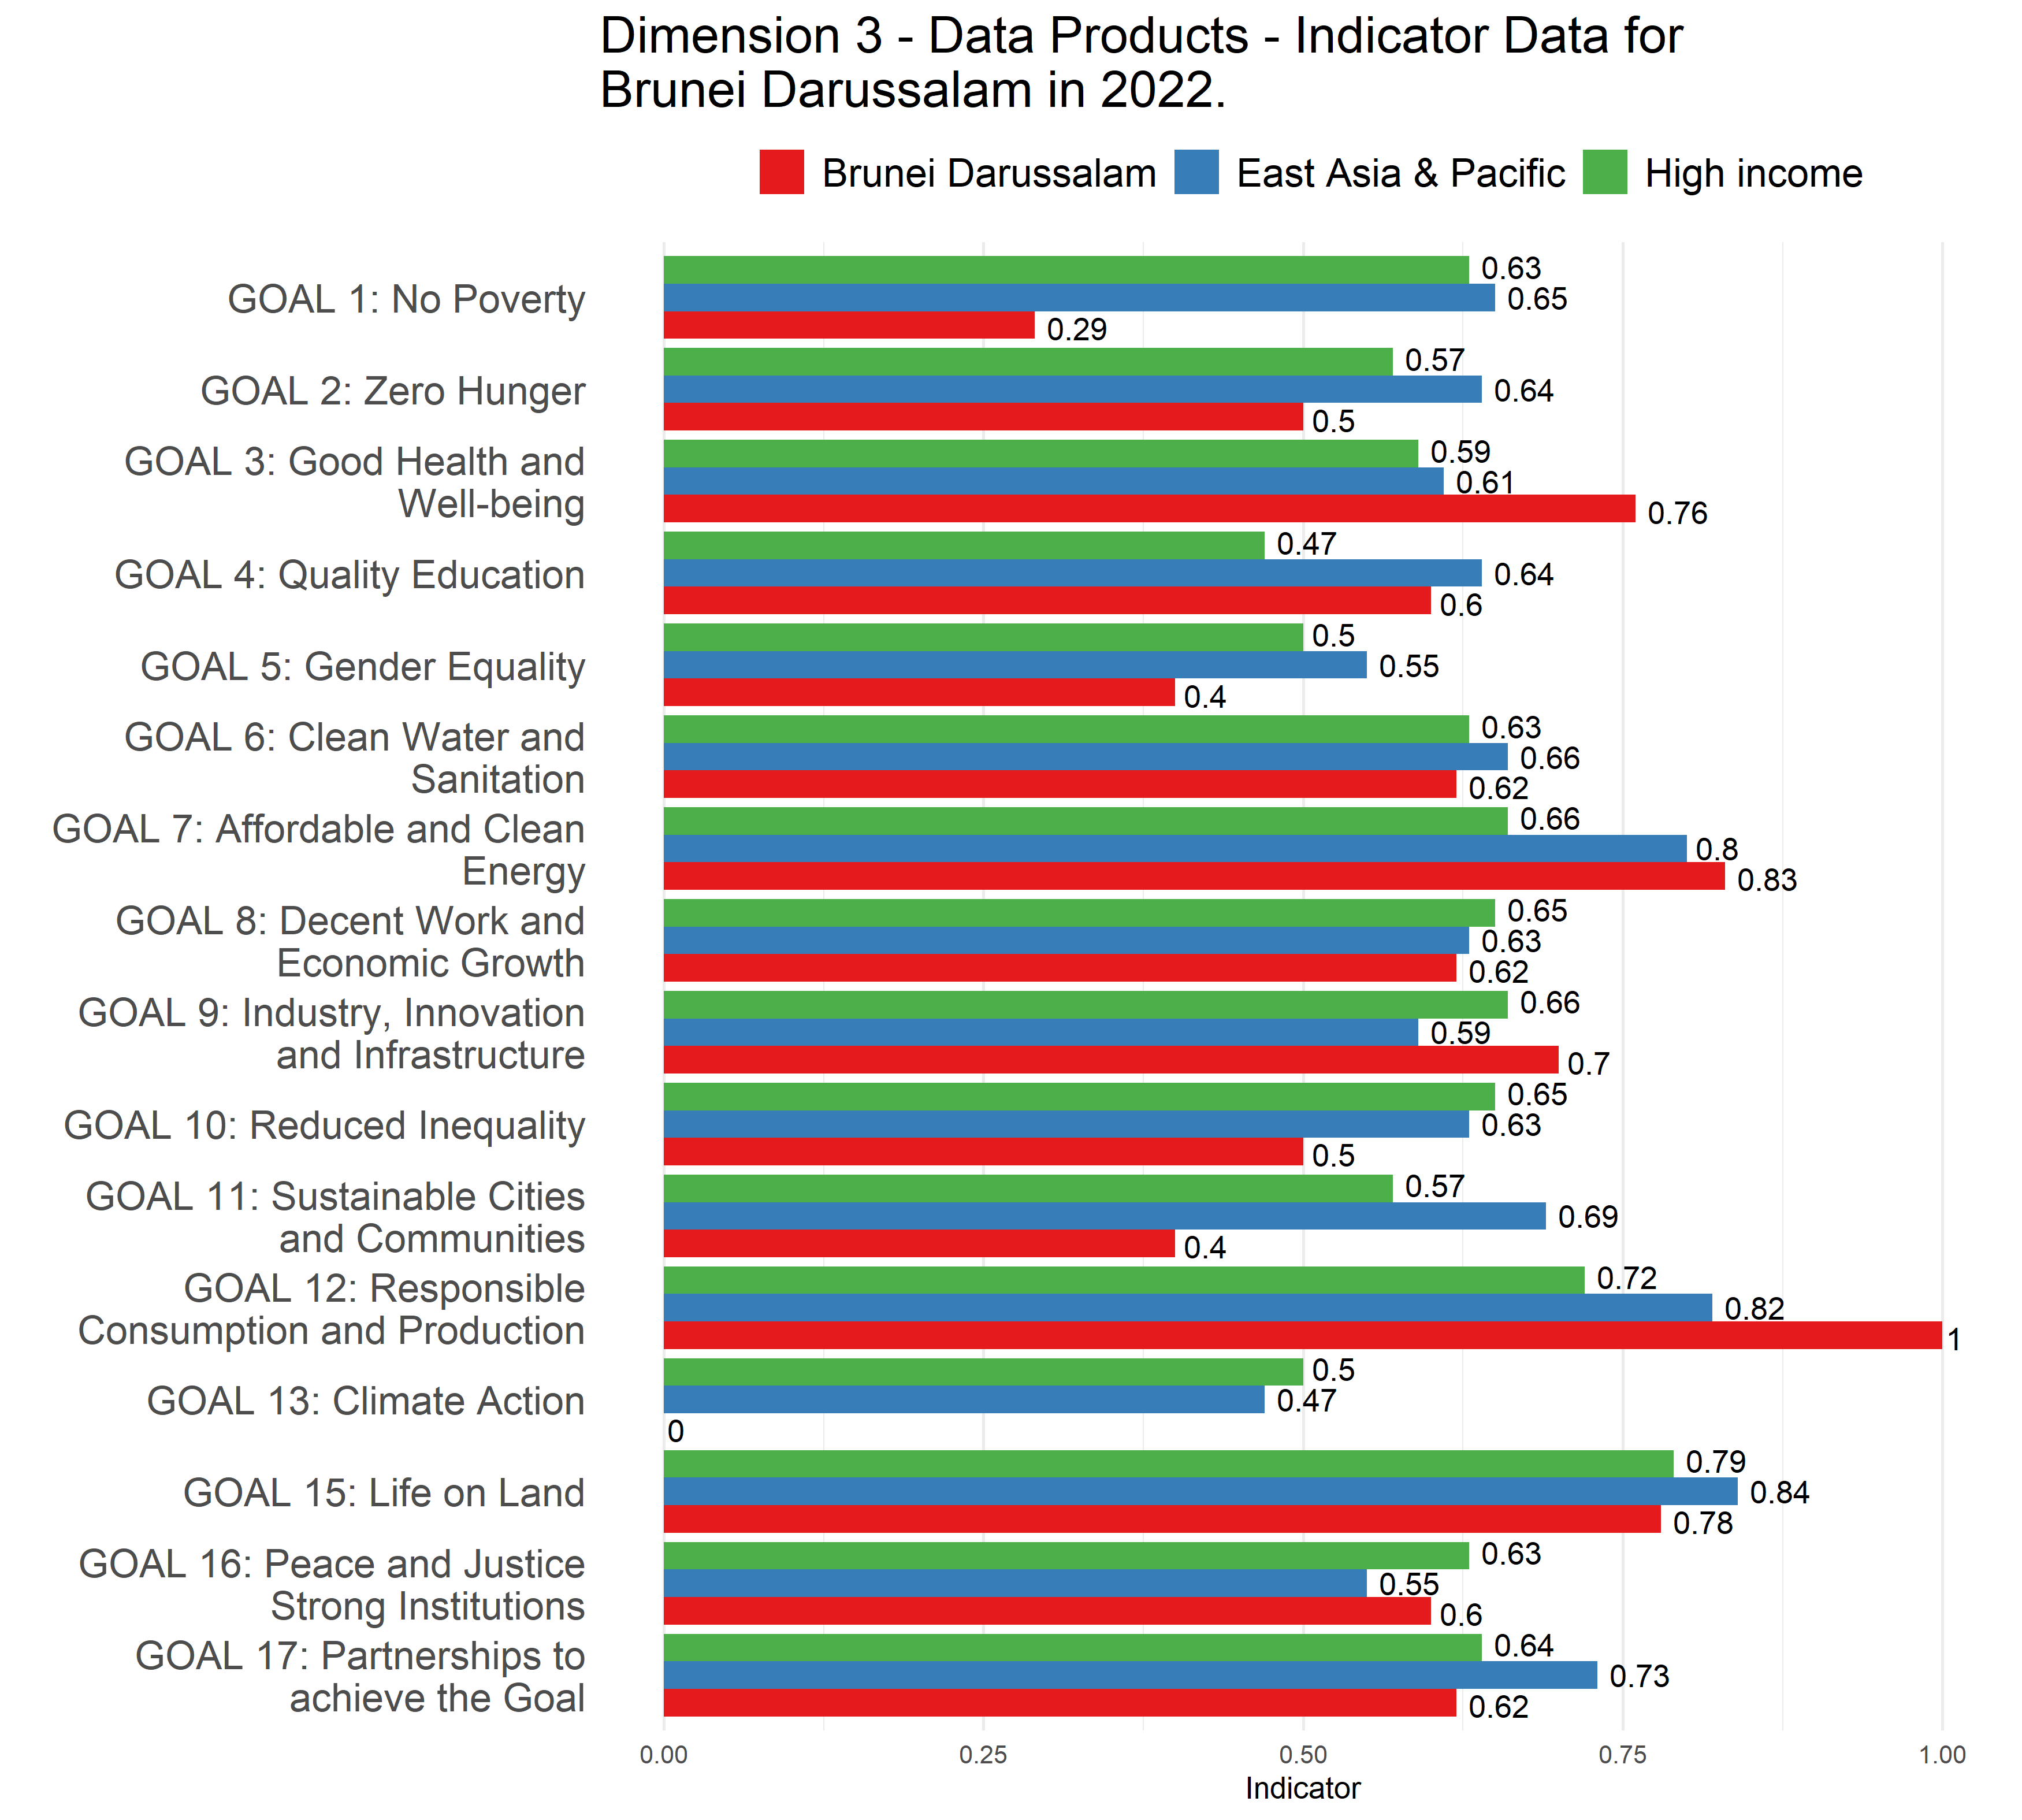 Dimension 3 - Data Products - Indicator Data for
Brunei Darussalam in 2022.
Brunei Darussalam East Asia & Pacific High income
GOAL 1: No Poverty
0.63
0.65
0.29
GOAL 2: Zero Hunger
0.57
0.64
0.5
GOAL 3: Good Health and
Well-being
0.59
0.61
0.76
GOAL 4: Quality Education
0.47
0.64
0.6
GOAL 5: Gender Equality
0.5
0.55
0.4
GOAL 6: Clean Water and
Sanitation
0.63
0.66
0.62
GOAL 7: Affordable and Clean
Energy
0.66
0.8
0.83
GOAL 8: Decent Work and
Economic Growth
0.65
0.63
0.62
GOAL 9: Industry, Innovation
and Infrastructure
0.66
0.59
0.7
GOAL 10: Reduced Inequality
0.65
0.63
0.5
GOAL 11: Sustainable Cities
and Communities
0.57
0.69
0.4
GOAL 12: Responsible
Consumption and Production
0.72
0.82
1
GOAL 13: Climate Action
0.5
0.47
0
GOAL 15: Life on Land
0.79
0.84
0.78
GOAL 16: Peace and Justice
Strong Institutions
0.63
0.55
0.6
GOAL 17: Partnerships to
achieve the Goal
0.64
0.73
0.62
0.00 0.25 0.50 0.75 1.00
Indicator